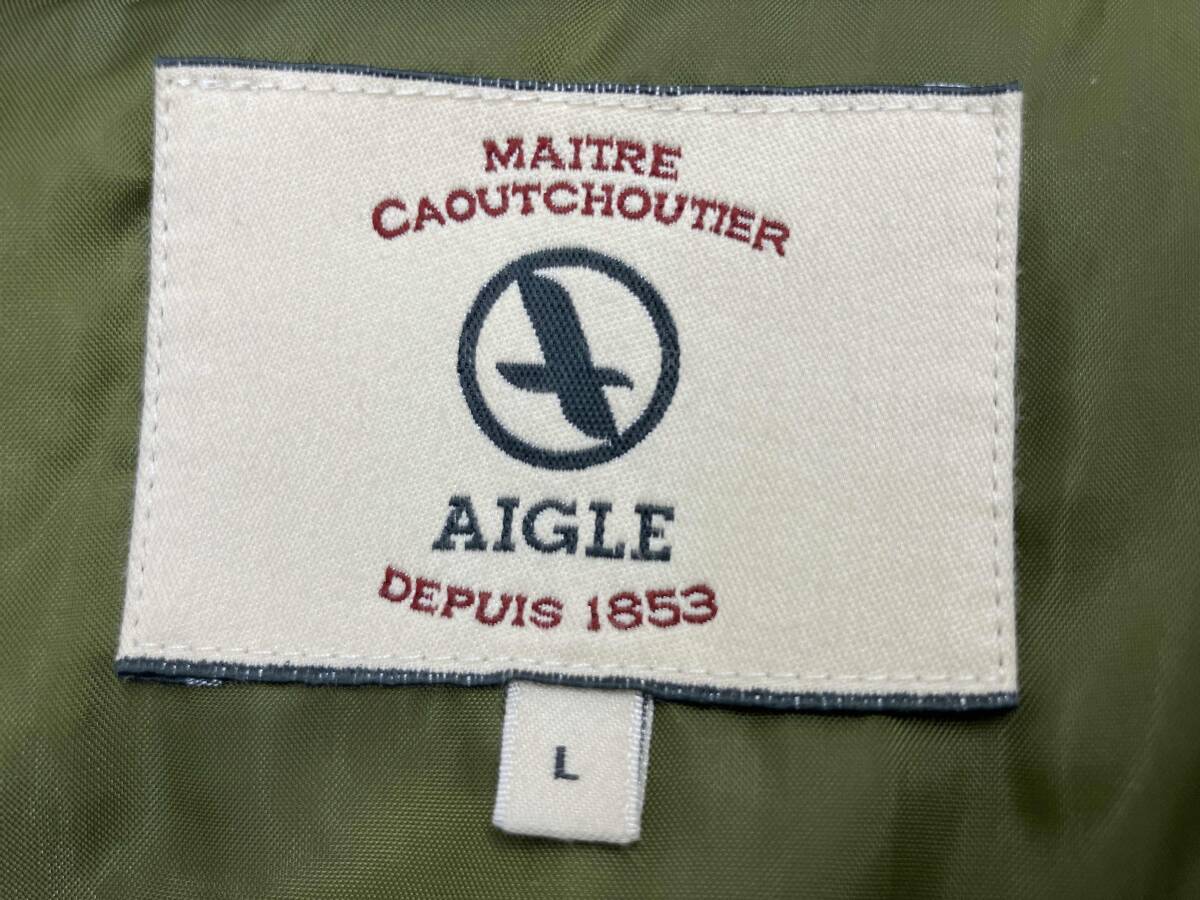 MAITRE
CAOUTCHOUTIER
AIGLE
DEPUIS 1853
L